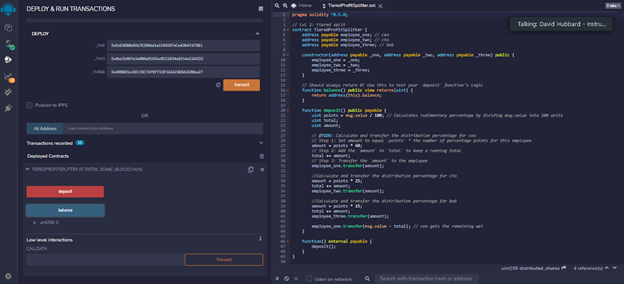 DEPLOY & RUN TRANSACTIONS
DEPLOY
_ONE
_TWO
_THREE
Transact
Publish to IPFS
OR
At Address
Transactions recorded
Deployed Contracts
TIEREDPROFITSPLITTER AT
deposit
balance
0: uint256: 0
Low level interactions
CALLDATA
Transact
Home
TieredProfitSplitter.sol
Talking: David Hubbard - Instru...
pragma solidity ^0.5.0;
// lvl 2: tiered split
contract TieredProfitSplitter {
address payable employee_one; // ceo
address payable employee_two; // cto
address payable employee_three; // bob
constructor(address payable _one, address payable _two, address payable _three) public {
employee_one = _one;
employee_two = _two;
employee_three = _three;
}
// Should always return 0! Use this to test your `deposit` function's logic
function balance() public view returns(uint) {
return address(this).balance;
}
function deposit() public payable {
uint points = msg.value / 100; // Calculates rudimentary percentage by dividing msg.value into 100 units
uint total;
uint amount;
// @TODO: Calculate and transfer the distribution percentage for ceo
// Step 1: Set amount to equal `points` * the number of percentage points for this employee
amount = points * 60;
// Step 2: Add the `amount` to `total` to keep a running total
total += amount;
// Step 3: Transfer the `amount` to the employee
employee_one.transfer(amount);
//Calculate and transfer the distribution percentage for cto
amount = points * 25;
total += amount;
employee_two.transfer(amount);
//Calculate and transfer the distribution percentage for bob
amount = points * 15;
total += amount;
employee_three.transfer(amount);
employee_one.transfer(msg.value - total); // ceo gets the remaining wei
}
function() external payable {
deposit();
}
}
uint256 distributed_shares
4 reference(s)
0
listen on network
Search with transaction hash or address